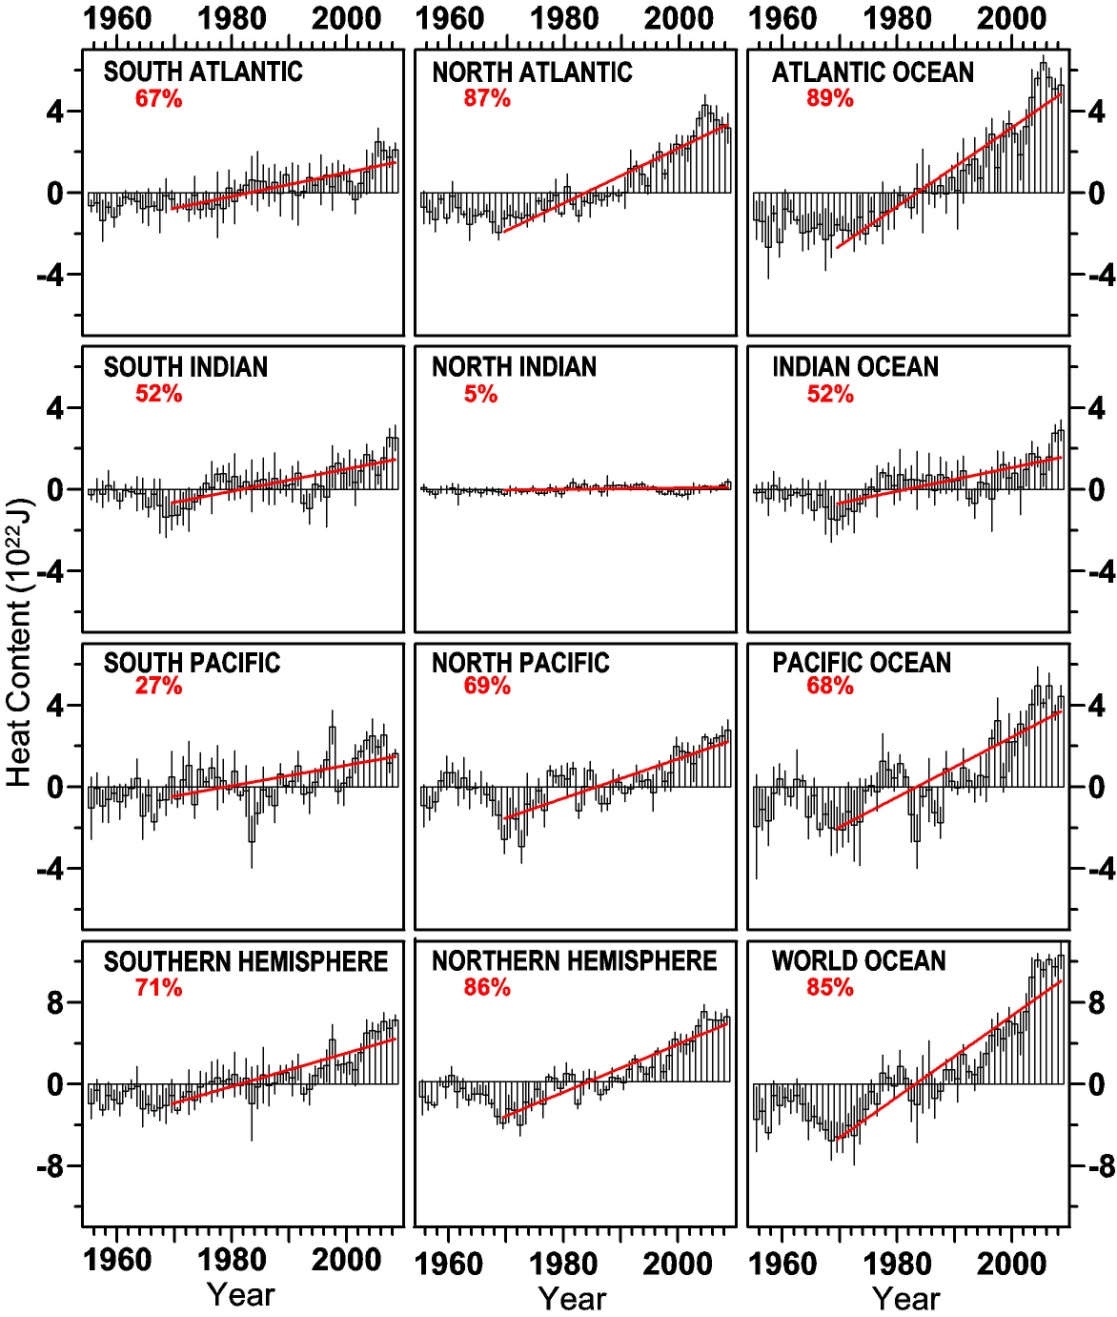 1960 1980 2000 1960 1980 2000 1960 1980 2000
SOUTH ATLANTIC NORTH ATLANTIC ATLANTIC OCEAN
67% 87% 89%
4 4
0 0
-4 -4
SOUTH INDIAN NORTH INDIAN INDIAN OCEAN
52% 5% 52%
4 4
0 0
-4 -4
Heat Content (10²²J)
SOUTH PACIFIC NORTH PACIFIC PACIFIC OCEAN
27% 69% 68%
4 4
0 0
-4 -4
SOUTHERN HEMISPHERE NORTHERN HEMISPHERE WORLD OCEAN
71% 86% 85%
8 8
0 0
-8 -8
1960 1980 2000 1960 1980 2000 1960 1980 2000
Year Year Year